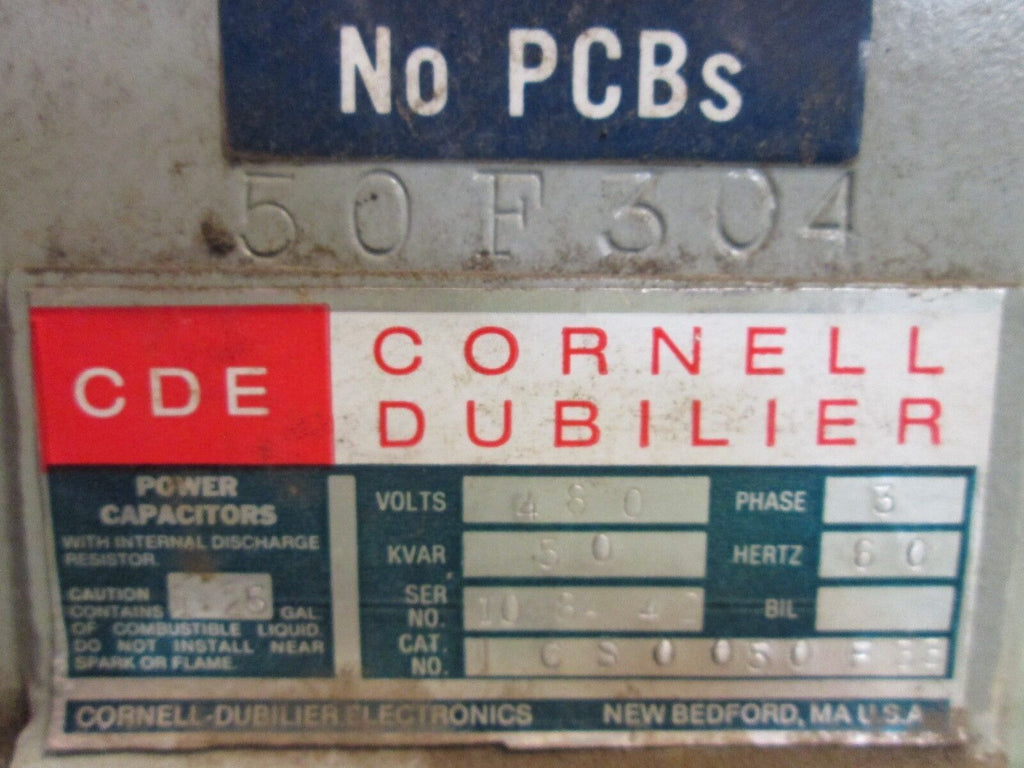 No PCBs
50F304
CDE
CORNELL
DUBILIER
POWER
CAPACITORS
WITH INTERNAL DISCHARGE
RESISTOR
CAUTION
CONTAINS GAL.
OF COMBUSTIBLE LIQUID.
DO NOT INSTALL NEAR
SPARK OR FLAME.
VOLTS 480 PHASE 3
KVAR 50 HERTZ 60
SER
NO. BIL
CAT.
NO.
CORNELL-DUBILIER ELECTRONICS NEW BEDFORD, MA U.S.A.